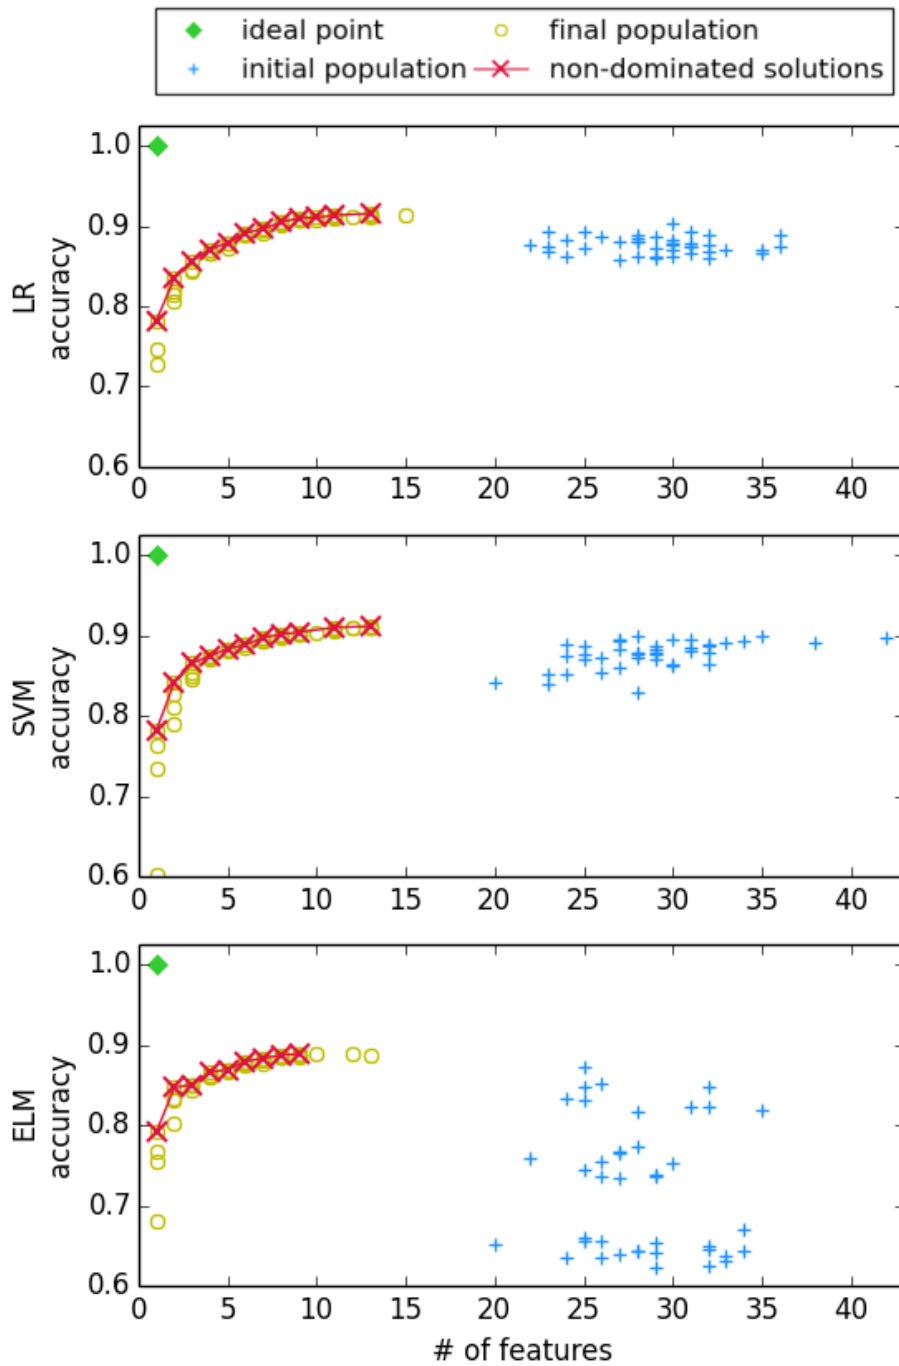 ideal point
final population
initial population
non-dominated solutions
1.0
0.9
0.8
0.7
0.6
LR
accuracy
0 5 10 15 20 25 30 35 40
1.0
0.9
0.8
0.7
0.6
SVM
accuracy
0 5 10 15 20 25 30 35 40
1.0
0.9
0.8
0.7
0.6
ELM
accuracy
0 5 10 15 20 25 30 35 40
# of features